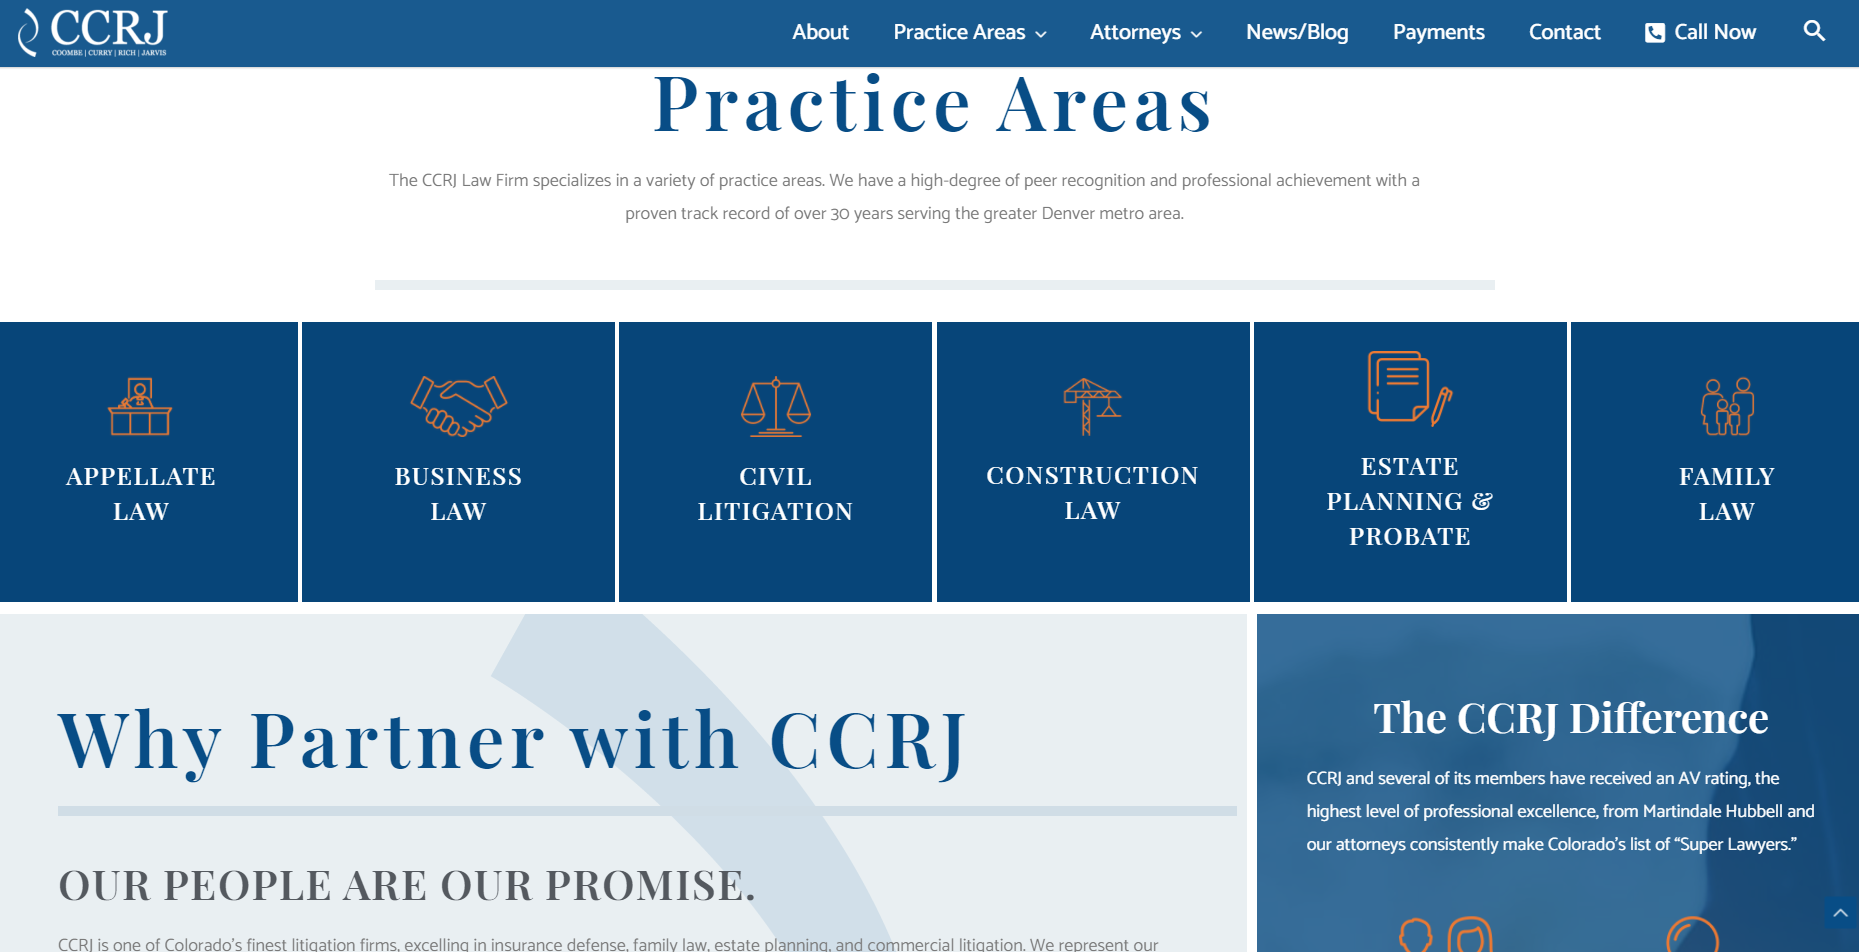 CCRJ
COOMBE | CURRY | RICH | JARVIS
About Practice Areas Attorneys News/Blog Payments Contact Call Now
Practice Areas
The CCRJ Law Firm specializes in a variety of practice areas. We have a high-degree of peer recognition and professional achievement with a
proven track record of over 30 years serving the greater Denver metro area.
APPELLATE
LAW
BUSINESS
LAW
CIVIL
LITIGATION
CONSTRUCTION
LAW
ESTATE
PLANNING &
PROBATE
FAMILY
LAW
Why Partner with CCRJ
OUR PEOPLE ARE OUR PROMISE.
CCRJ is one of Colorado's finest litigation firms, excelling in insurance defense, family law, estate planning, and commercial litigation. We represent our
The CCRJ Difference
CCRJ and several of its members have received an AV rating, the
highest level of professional excellence, from Martindale Hubbell and
our attorneys consistently make Colorado's list of “Super Lawyers.”